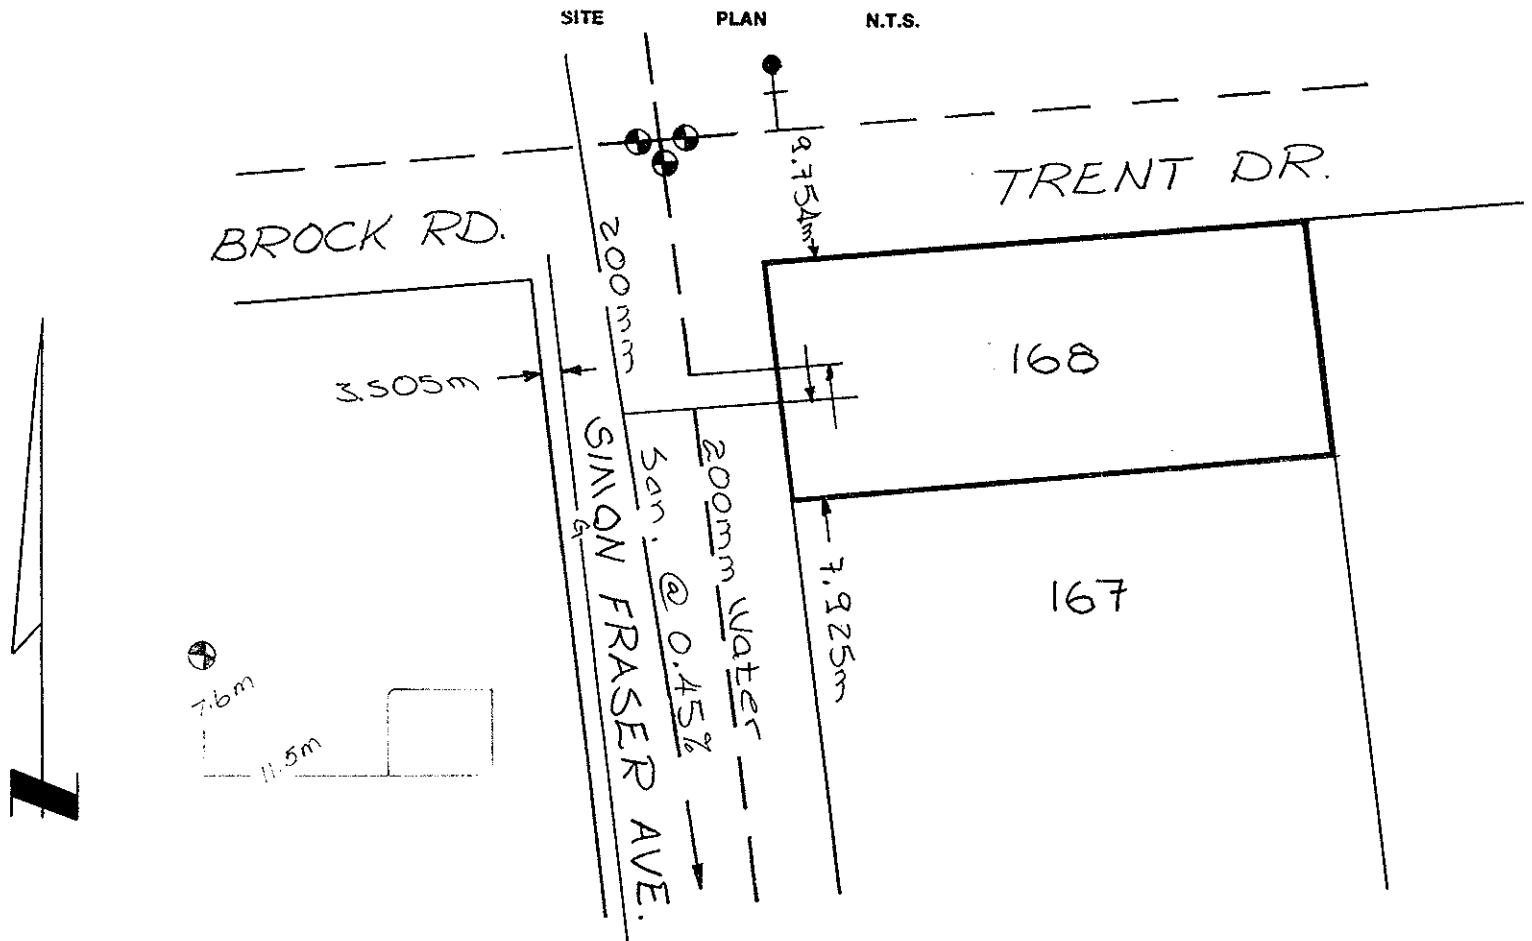 SITE PLAN N.T.S.
TRENT DR.
BROCK RD.
9.754m
200mm
168
3.505m
San. @ 0.45%
200mm Water
SIMON FRASER AVE.
G
7.925m
167
7.6m
11.5m